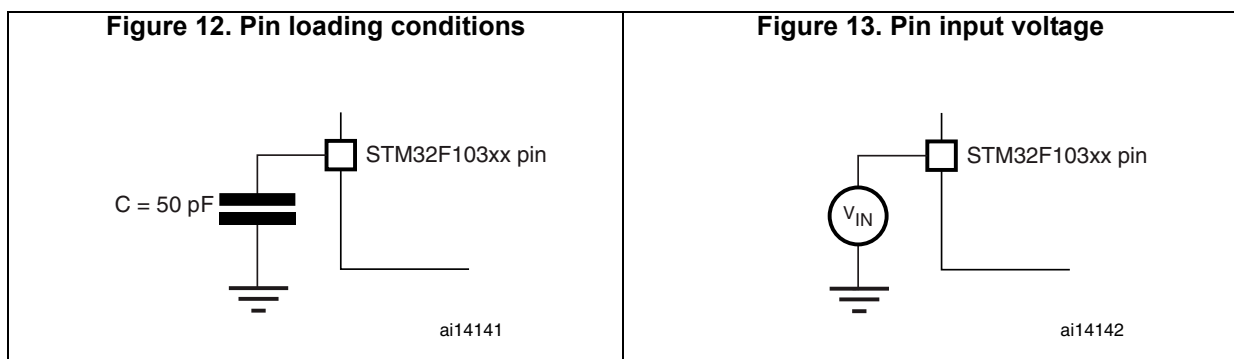 Figure 12. Pin loading conditions
STM32F103xx pin
C = 50 pF
ai14141
Figure 13. Pin input voltage
STM32F103xx pin
VIN
ai14142